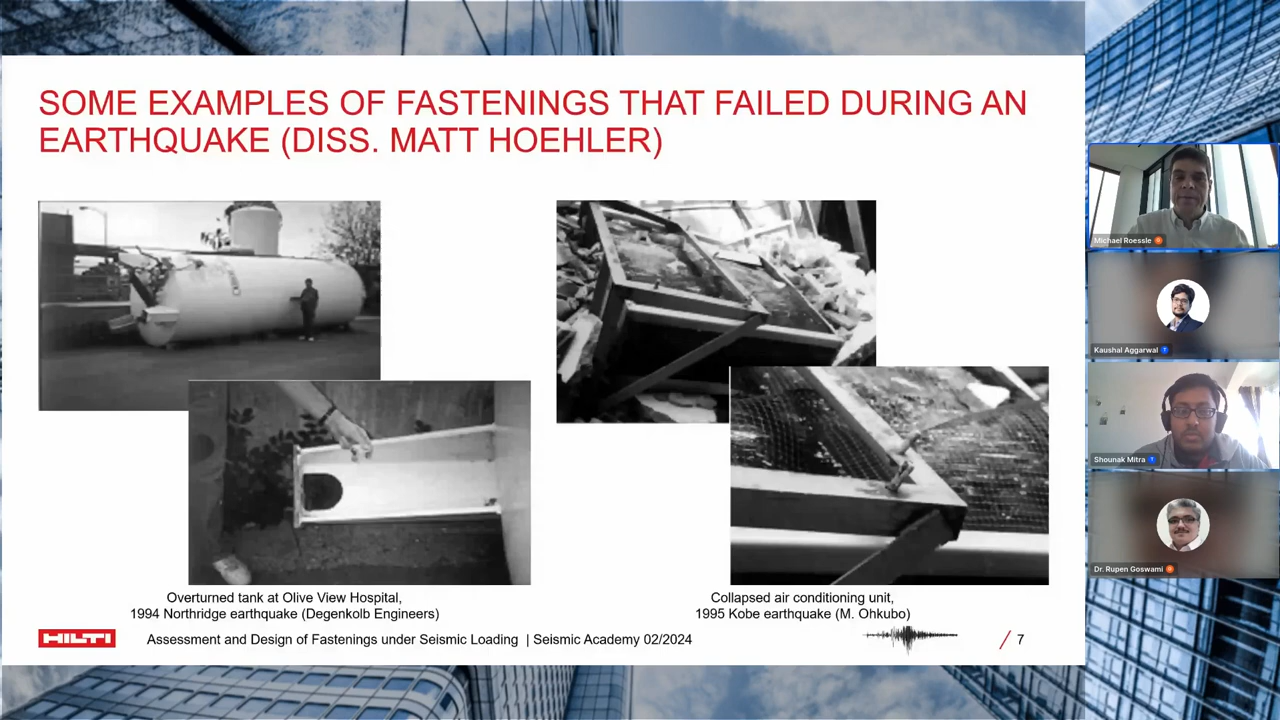 SOME EXAMPLES OF FASTENINGS THAT FAILED DURING AN
EARTHQUAKE (DISS. MATT HOEHLER)
Overturned tank at Olive View Hospital,
1994 Northridge earthquake (Degenkolb Engineers)
Collapsed air conditioning unit,
1995 Kobe earthquake (M. Ohkubo)
HILTI
Assessment and Design of Fastenings under Seismic Loading | Seismic Academy 02/2024
/ 7
Michael Roessle
Kaushal Aggarwal
Shounak Mitra
Dr. Rupen Goswami